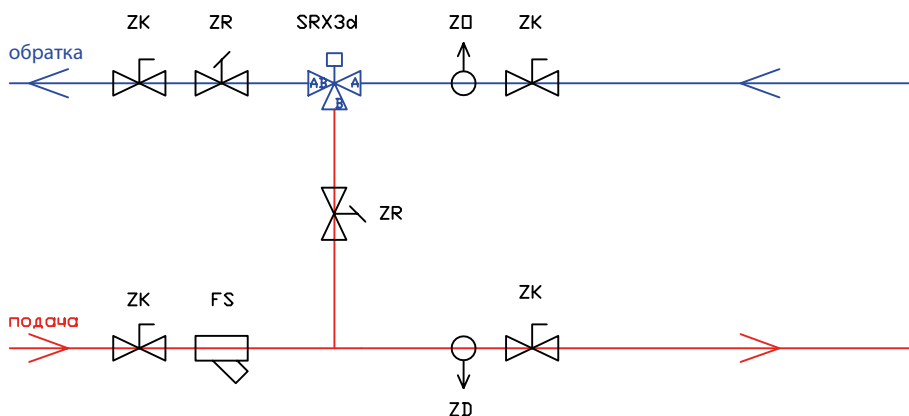 ZK ZR SRX3d ZO ZK
обратка
AB A
B
ZR
ZK FS ZK
подача
ZD